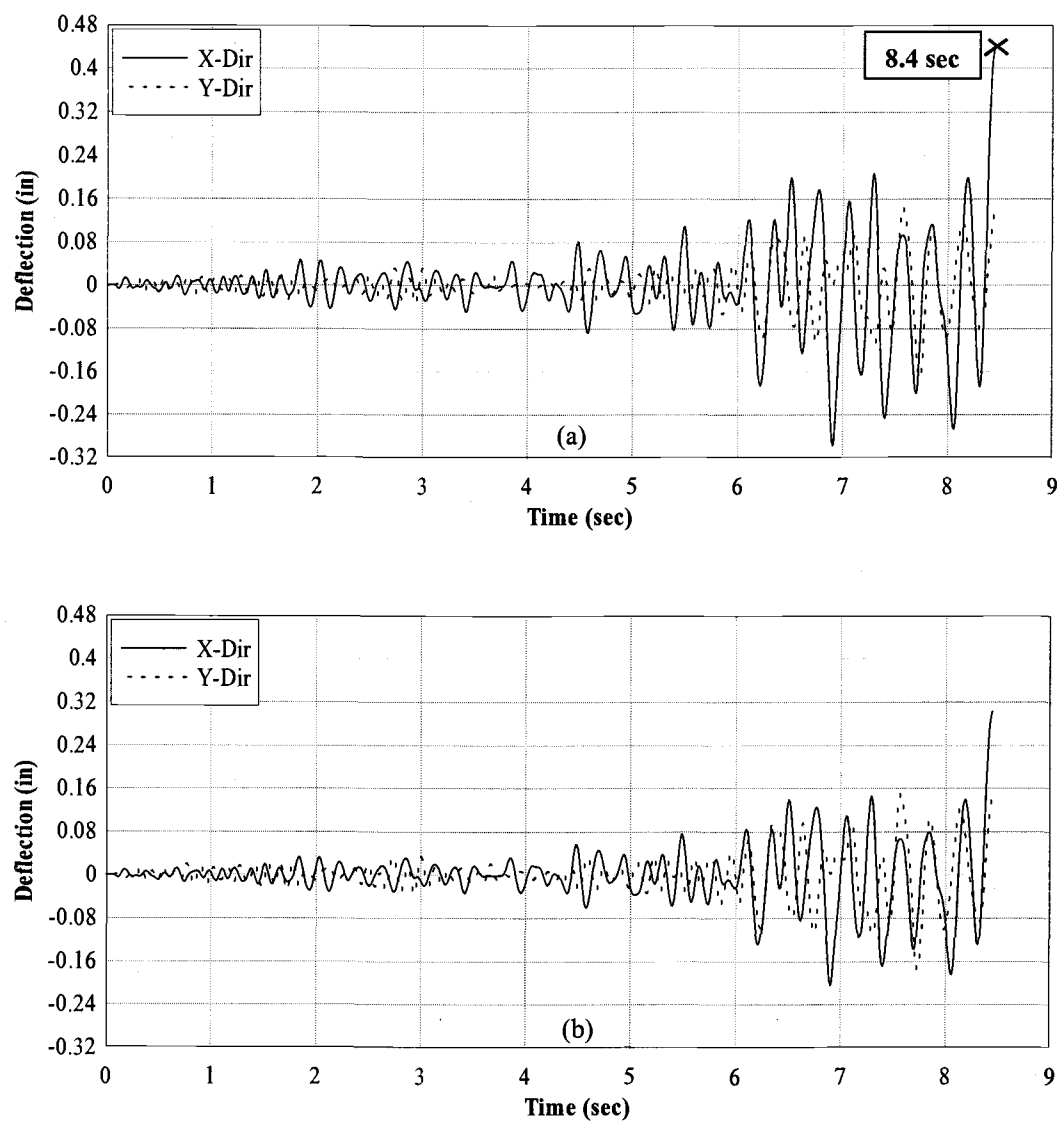 0.48
0.4
0.32
0.24
0.16
0.08
0
-0.08
-0.16
-0.24
-0.32
Deflection (in)
X-Dir
Y-Dir
8.4 sec
(a)
0 1 2 3 4 5 6 7 8 9
Time (sec)
0.48
0.4
0.32
0.24
0.16
0.08
0
-0.08
-0.16
-0.24
-0.32
Deflection (in)
X-Dir
Y-Dir
(b)
0 1 2 3 4 5 6 7 8 9
Time (sec)